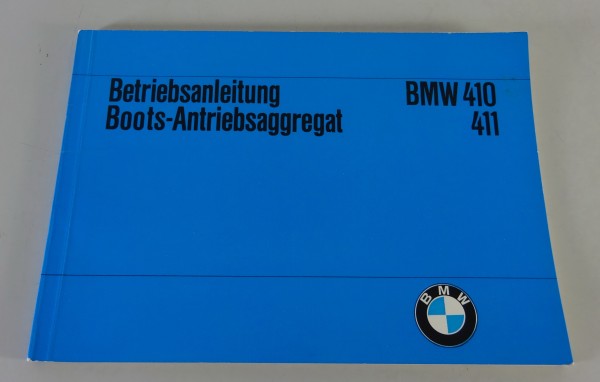 Betriebsanleitung BMW 410
Boots-Antriebsaggregat 411
BMW